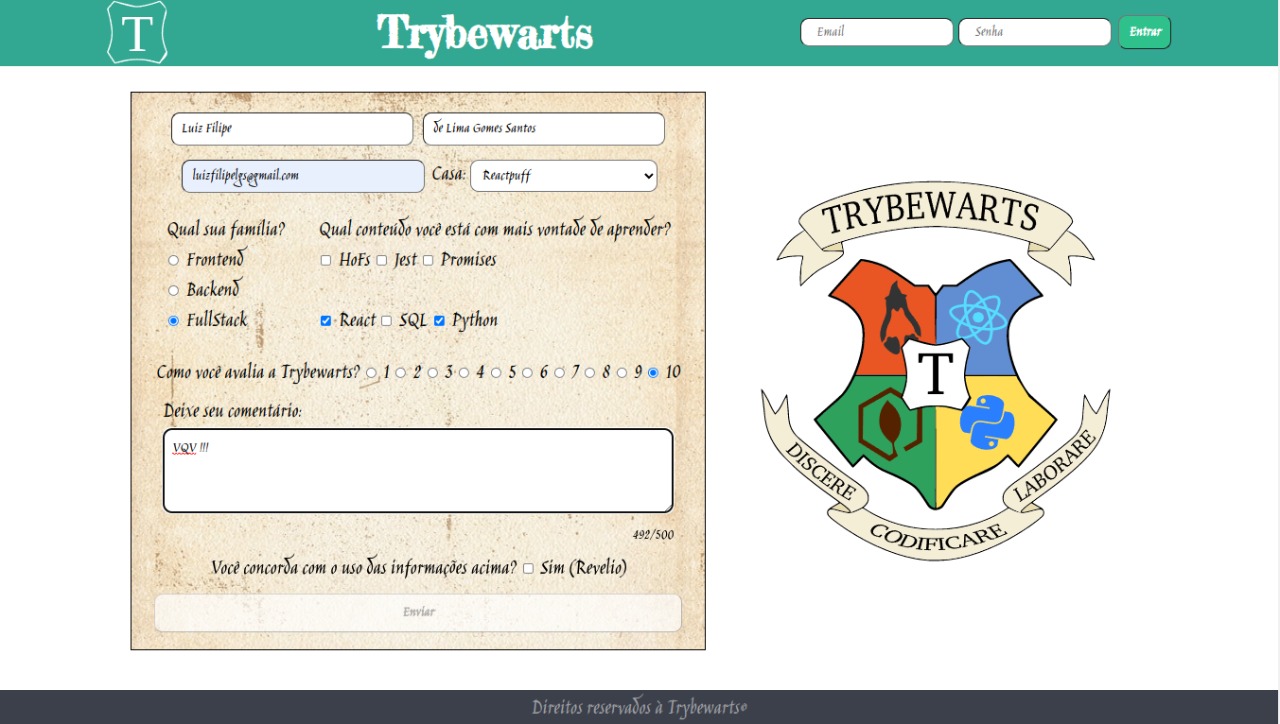 T Trybewarts Email Senha Entrar
Luiz Filipe de Lima Gomes Santos
luizfilipelgs@gmail.com Casa: Reactpuff
Qual sua família? Qual conteúdo você está com mais vontade de aprender?
Frontend HoFs Jest Promises
Backend
FullStack React SQL Python
Como você avalia a Trybewarts? 1 2 3 4 5 6 7 8 9 10
Deixe seu comentário:
VQV !!!
492/500
Você concorda com o uso das informações acima? Sim (Revelio)
Enviar
TRYBEWARTS
T
DISCERE
CODIFICARE
LABORARE
Direitos reservados à Trybewarts©